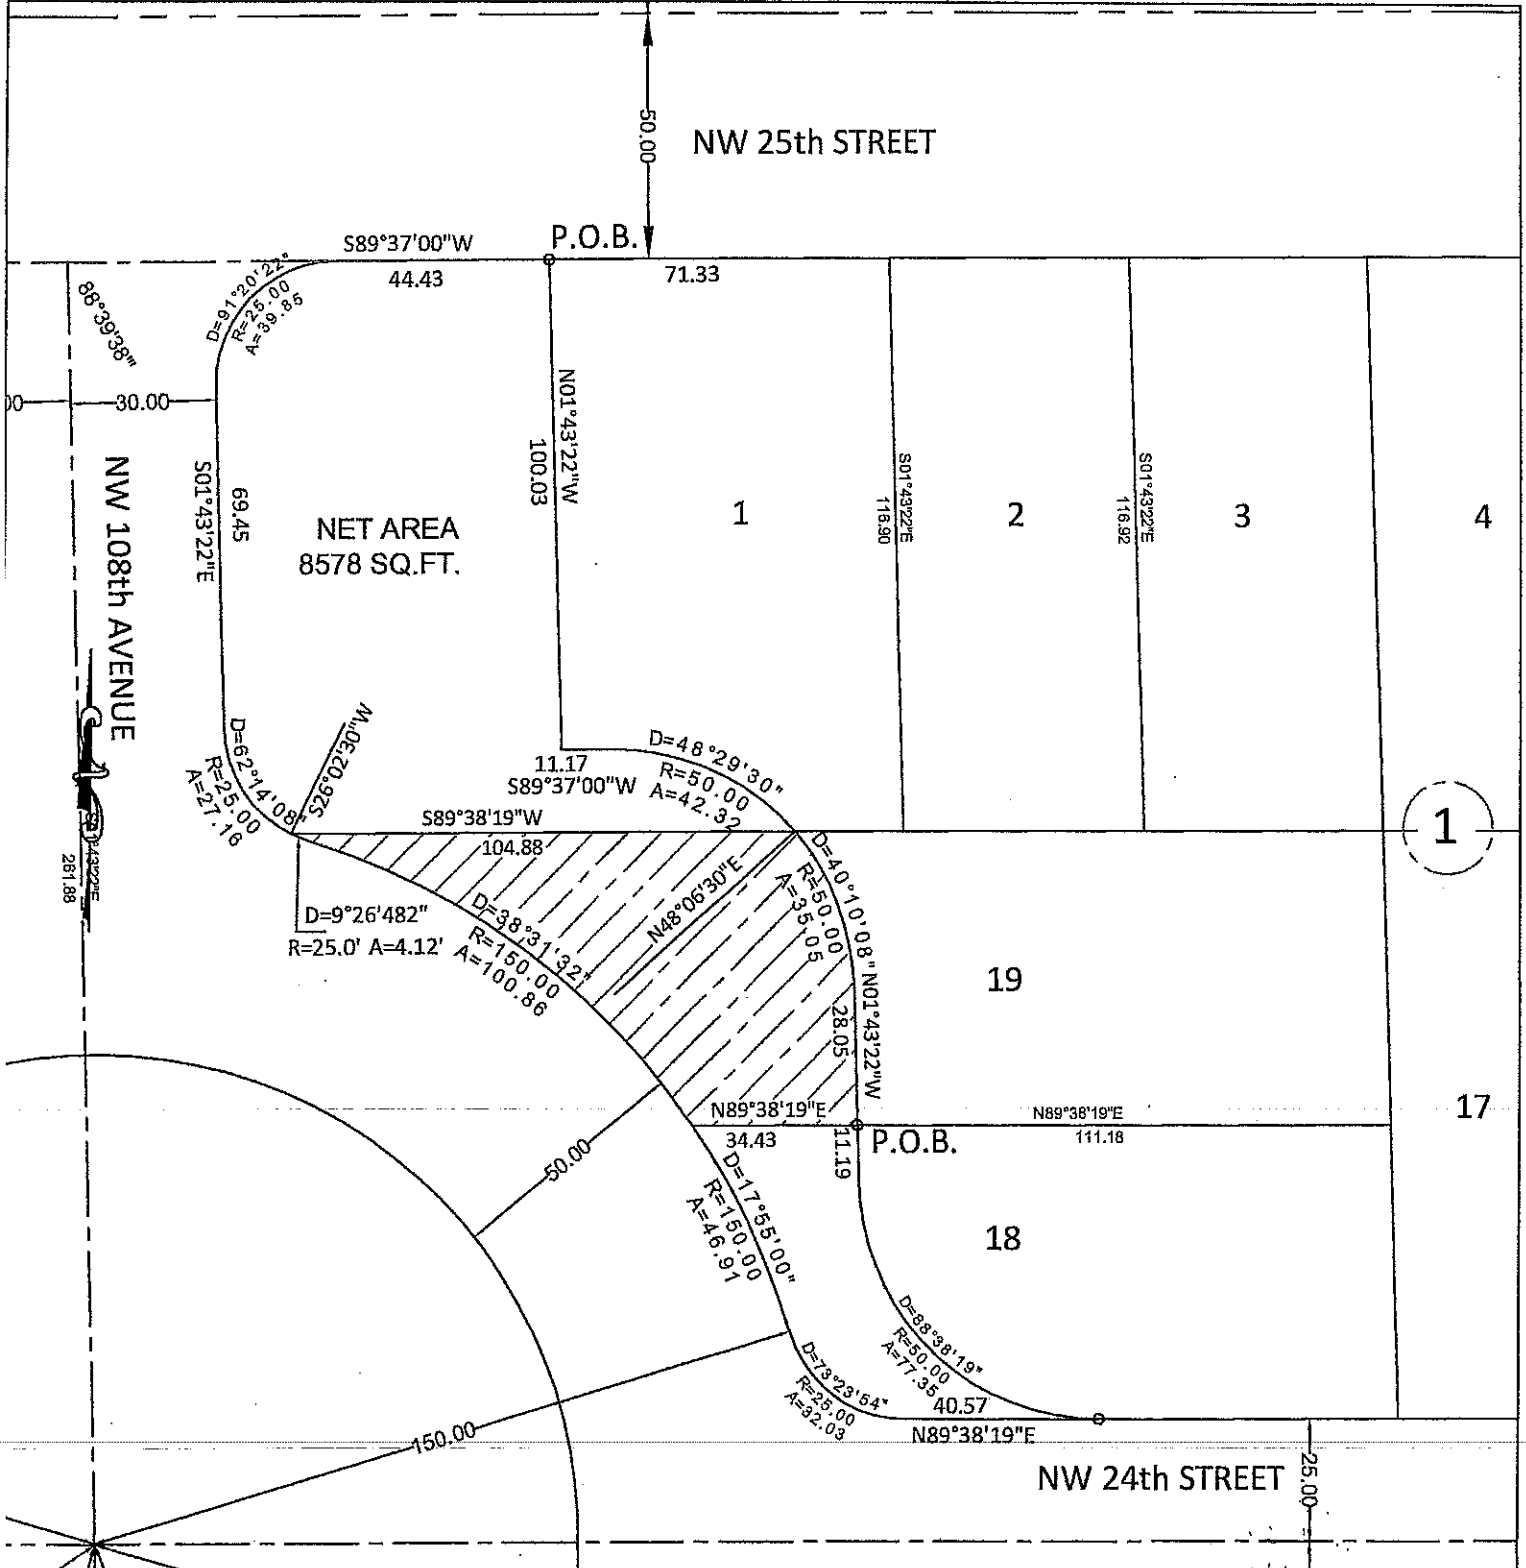 50.00
NW 25th STREET
S89°37'00"W
44.43
P.O.B.
71.33
D=91°20'22"
R=25.00
A=39.85
88°39'38"'
30.00
N01°43'22"W
100.03
S01°43'22"E
116.90
S01°43'22"E
116.92
69.45
S01°43'22"E
NW 108th AVENUE
NET AREA
8578 SQ.FT.
1
2
3
4
D=62°14'08"
R=25.00
A=27.16
S26°02'30"W
11.17
S89°37'00"W
D=48°29'30"
R=50.00
A=42.32
S89°38'19"W
104.88
1
261.88
D=9°26'482"
R=25.0' A=4.12'
D=38°31'32"
R=150.00
A=100.86
N48°06'30"E
D=40°10'08"
R=50.00
A=35.05
N01°43'22"W
28.05
19
17
N89°38'19"E
34.43
11.19
P.O.B.
N89°38'19"E
111.18
50.00
D=17°55'00"
R=150.00
A=46.91
18
D=88°38'19"
R=50.00
A=77.35
D=73°23'54"
R=25.00
A=32.03
40.57
N89°38'19"E
150.00
NW 24th STREET
25.00